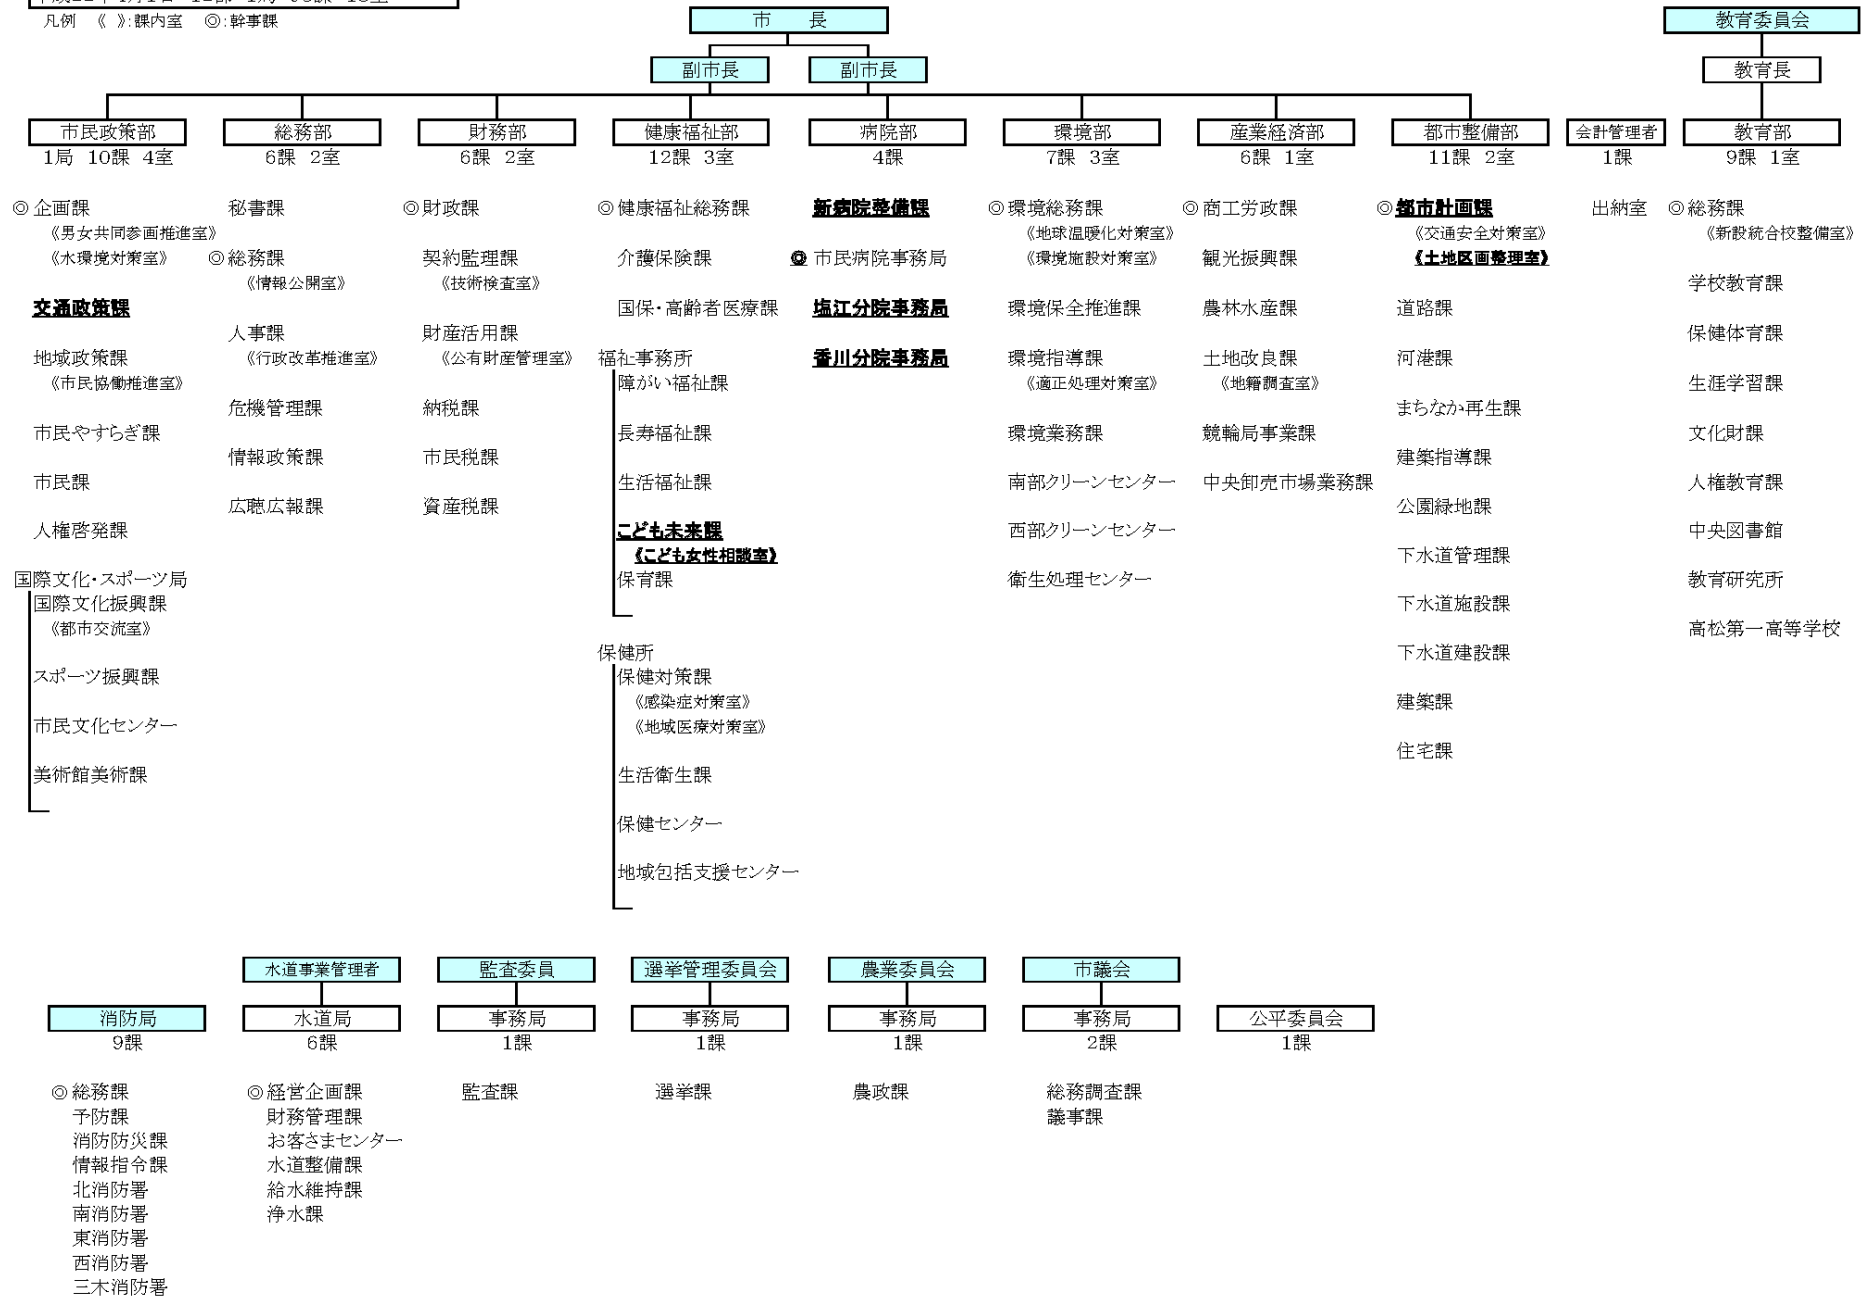 凡例 《 》:課内室 ◎:幹事課
市 長
教育委員会
副市長 副市長
教育長
市民政策部 総務部 財務部 健康福祉部 病院部 環境部 産業経済部 都市整備部 会計管理者 教育部
1局 10課 4室 6課 2室 6課 2室 12課 3室 4課 7課 3室 6課 1室 11課 2室 1課 9課 1室
◎企画課
《男女共同参画推進室》
《水環境対策室》
交通政策課
地域政策課
《市民協働推進室》
市民やすらぎ課
市民課
人権啓発課
国際文化・スポーツ局
国際文化振興課
《都市交流室》
スポーツ振興課
市民文化センター
美術館美術課
秘書課
◎総務課
《情報公開室》
人事課
《行政改革推進室》
危機管理課
情報政策課
広聴広報課
◎財政課
契約監理課
《技術検査室》
財産活用課
《公有財産管理室》
納税課
市民税課
資産税課
◎健康福祉総務課
介護保険課
国保・高齢者医療課
福祉事務所
障がい福祉課
長寿福祉課
生活福祉課
こども未来課
《こども女性相談室》
保育課
保健所
保健対策課
《感染症対策室》
《地域医療対策室》
生活衛生課
保健センター
地域包括支援センター
新病院整備課
◎市民病院事務局
塩江分院事務局
香川分院事務局
◎環境総務課
《地球温暖化対策室》
《環境施設対策室》
環境保全推進課
環境指導課
《適正処理対策室》
環境業務課
南部クリーンセンター
西部クリーンセンター
衛生処理センター
◎商工労政課
観光振興課
農林水産課
土地改良課
《地籍調査室》
競輪局事業課
中央卸売市場業務課
◎都市計画課
《交通安全対策室》
《土地区画整理室》
道路課
河港課
まちなか再生課
建築指導課
公園緑地課
下水道管理課
下水道施設課
下水道建設課
建築課
住宅課
出納室
◎総務課
《新設統合校整備室》
学校教育課
保健体育課
生涯学習課
文化財課
人権教育課
中央図書館
教育研究所
高松第一高等学校
水道事業管理者 監査委員 選挙管理委員会 農業委員会 市議会
消防局 水道局 事務局 事務局 事務局 事務局 公平委員会
9課 6課 1課 1課 1課 2課 1課
◎総務課
予防課
消防防災課
情報指令課
北消防署
南消防署
東消防署
西消防署
三木消防署
◎経営企画課
財務管理課
お客さまセンター
水道整備課
給水維持課
浄水課
監査課
選挙課
農政課
総務調査課
議事課